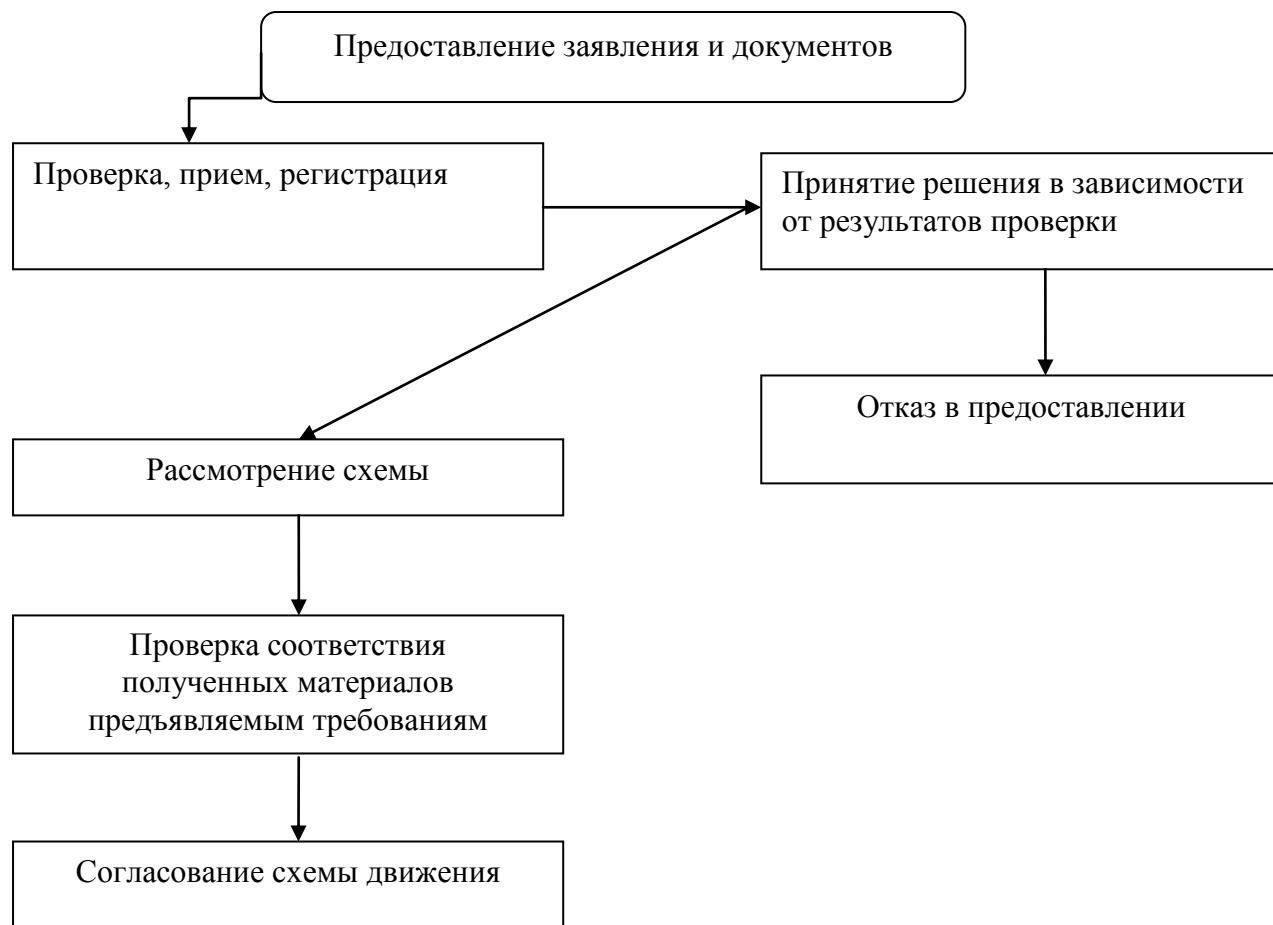 Предоставление заявления и документов
Проверка, прием, регистрация
Принятие решения в зависимости
от результатов проверки
Отказ в предоставлении
Рассмотрение схемы
Проверка соответствия
полученных материалов
предъявляемым требованиям
Согласование схемы движения